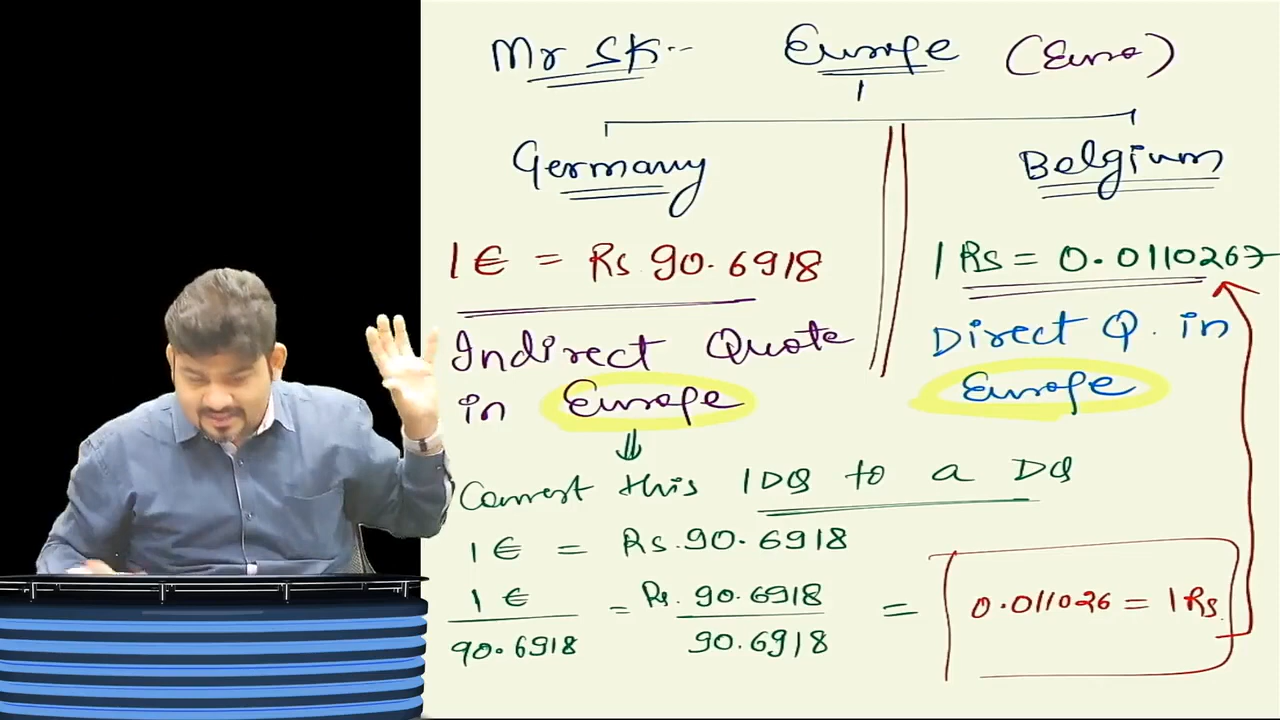 Mr SK.. Europe (Euro)
Germany
1 € = Rs 90.6918
Indirect Quote
in Europe
Belgium
1 Rs = 0.0110267
Direct Q. in
Europe
Convert this IDQ to a DQ
1 € = Rs. 90.6918
1 € / 90.6918 = Rs. 90.6918 / 90.6918 = 0.011026 = 1 Rs.